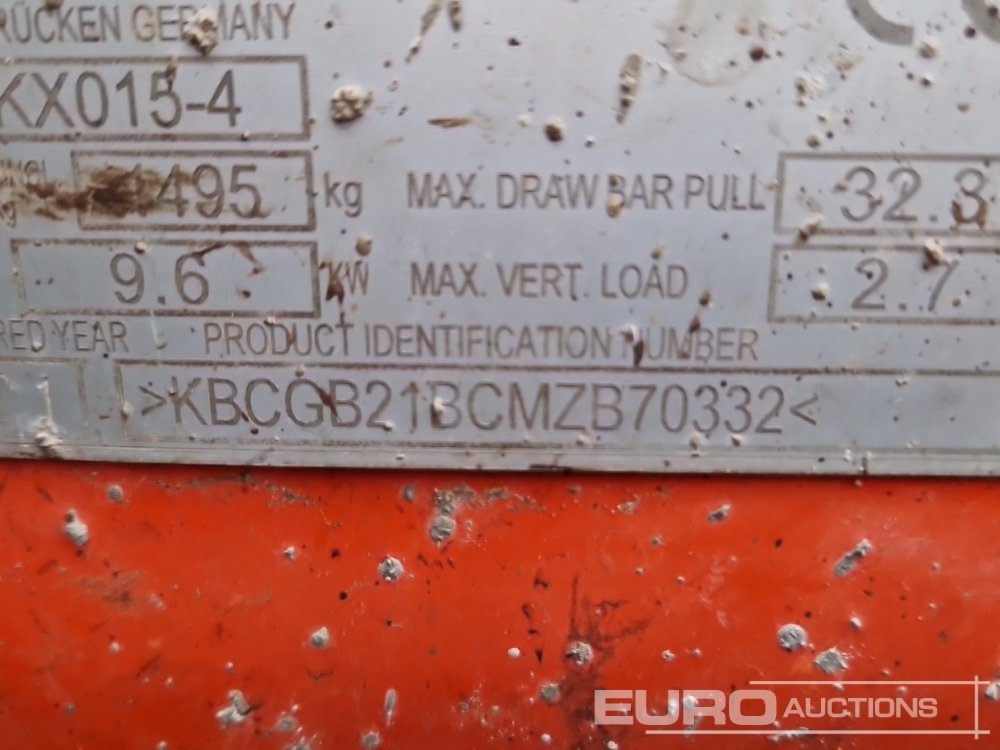 RÜCKEN GERMANY
KX015-4
1495 kg MAX. DRAW BAR PULL 32.3
9.6 kW MAX. VERT. LOAD 2.7
RED YEAR PRODUCT IDENTIFICATION NUMBER
>KBCGB21BCMZB70332<
EURO AUCTIONS